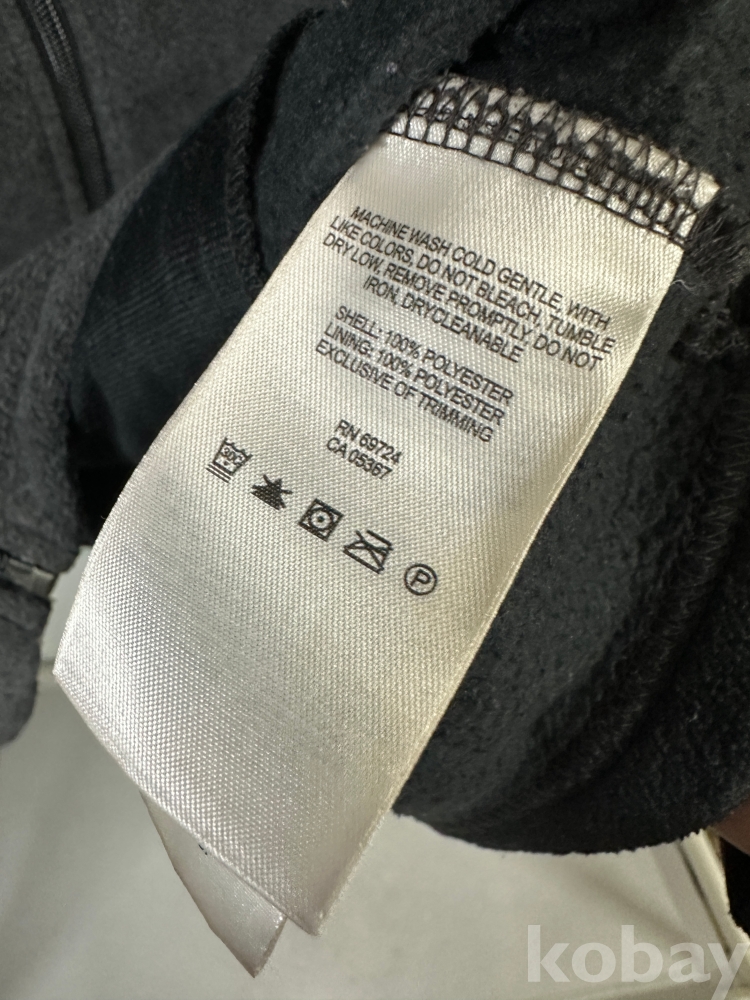 MACHINE WASH COLD GENTLE, WITH
LIKE COLORS, DO NOT BLEACH, TUMBLE
DRY LOW, REMOVE PROMPTLY, DO NOT
IRON, DRYCLEANABLE
SHELL: 100% POLYESTER
LINING: 100% POLYESTER
EXCLUSIVE OF TRIMMING
RN 69724
CA 05367
30C
P
kobay